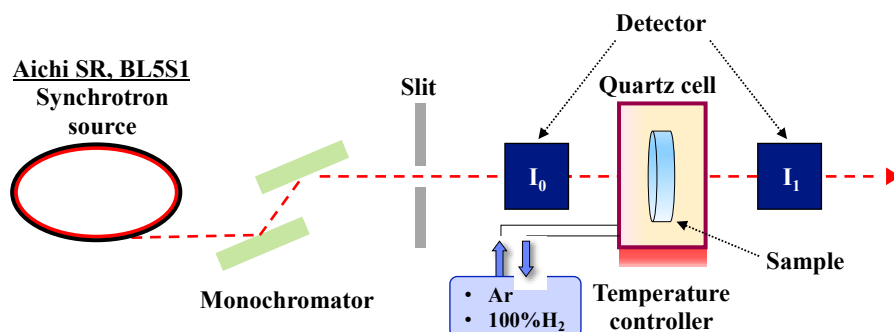 Detector
Aichi SR, BL5S1
Synchrotron
source
Slit
Quartz cell
I₀
I₁
Monochromator
Sample
• Ar
• 100%H₂
Temperature
controller